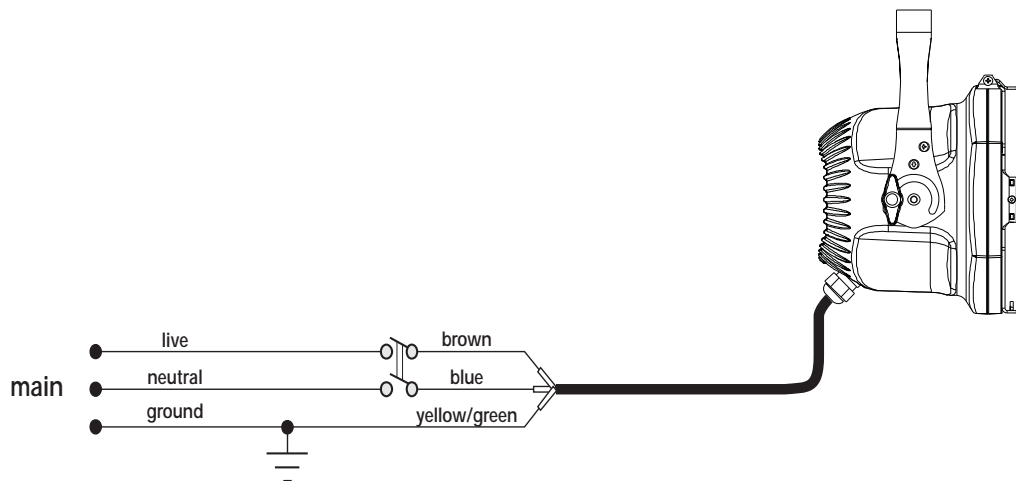 live
brown
main
neutral
blue
ground
yellow/green